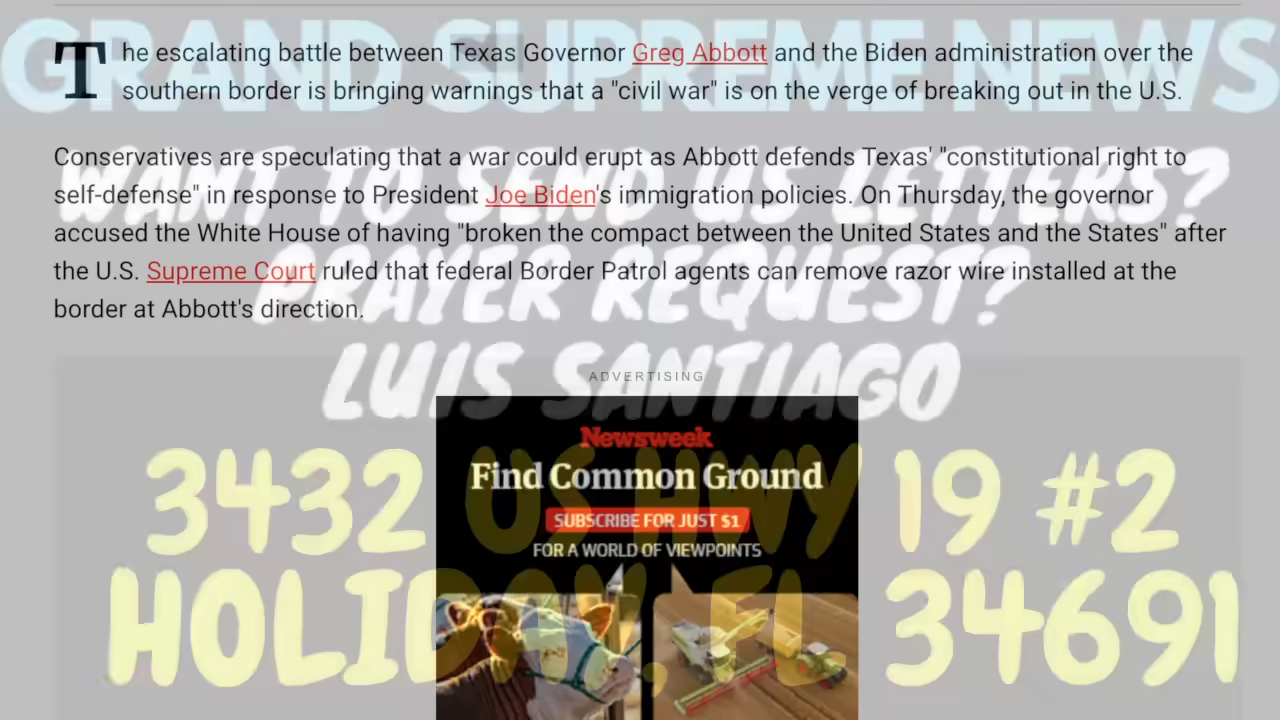 GRAND SUPREME NEWS
The escalating battle between Texas Governor Greg Abbott and the Biden administration over the
southern border is bringing warnings that a "civil war" is on the verge of breaking out in the U.S.
Conservatives are speculating that a war could erupt as Abbott defends Texas' "constitutional right to
self-defense" in response to President Joe Biden's immigration policies. On Thursday, the governor
accused the White House of having "broken the compact between the United States and the States" after
the U.S. Supreme Court ruled that federal Border Patrol agents can remove razor wire installed at the
border at Abbott's direction.
WANT TO SEND US LETTERS?
PRAYER REQUEST?
LUIS SANTIAGO
3432 US HWY 19 #2
HOLIDAY, FL 34691
ADVERTISING
Newsweek
Find Common Ground
SUBSCRIBE FOR JUST $1
FOR A WORLD OF VIEWPOINTS